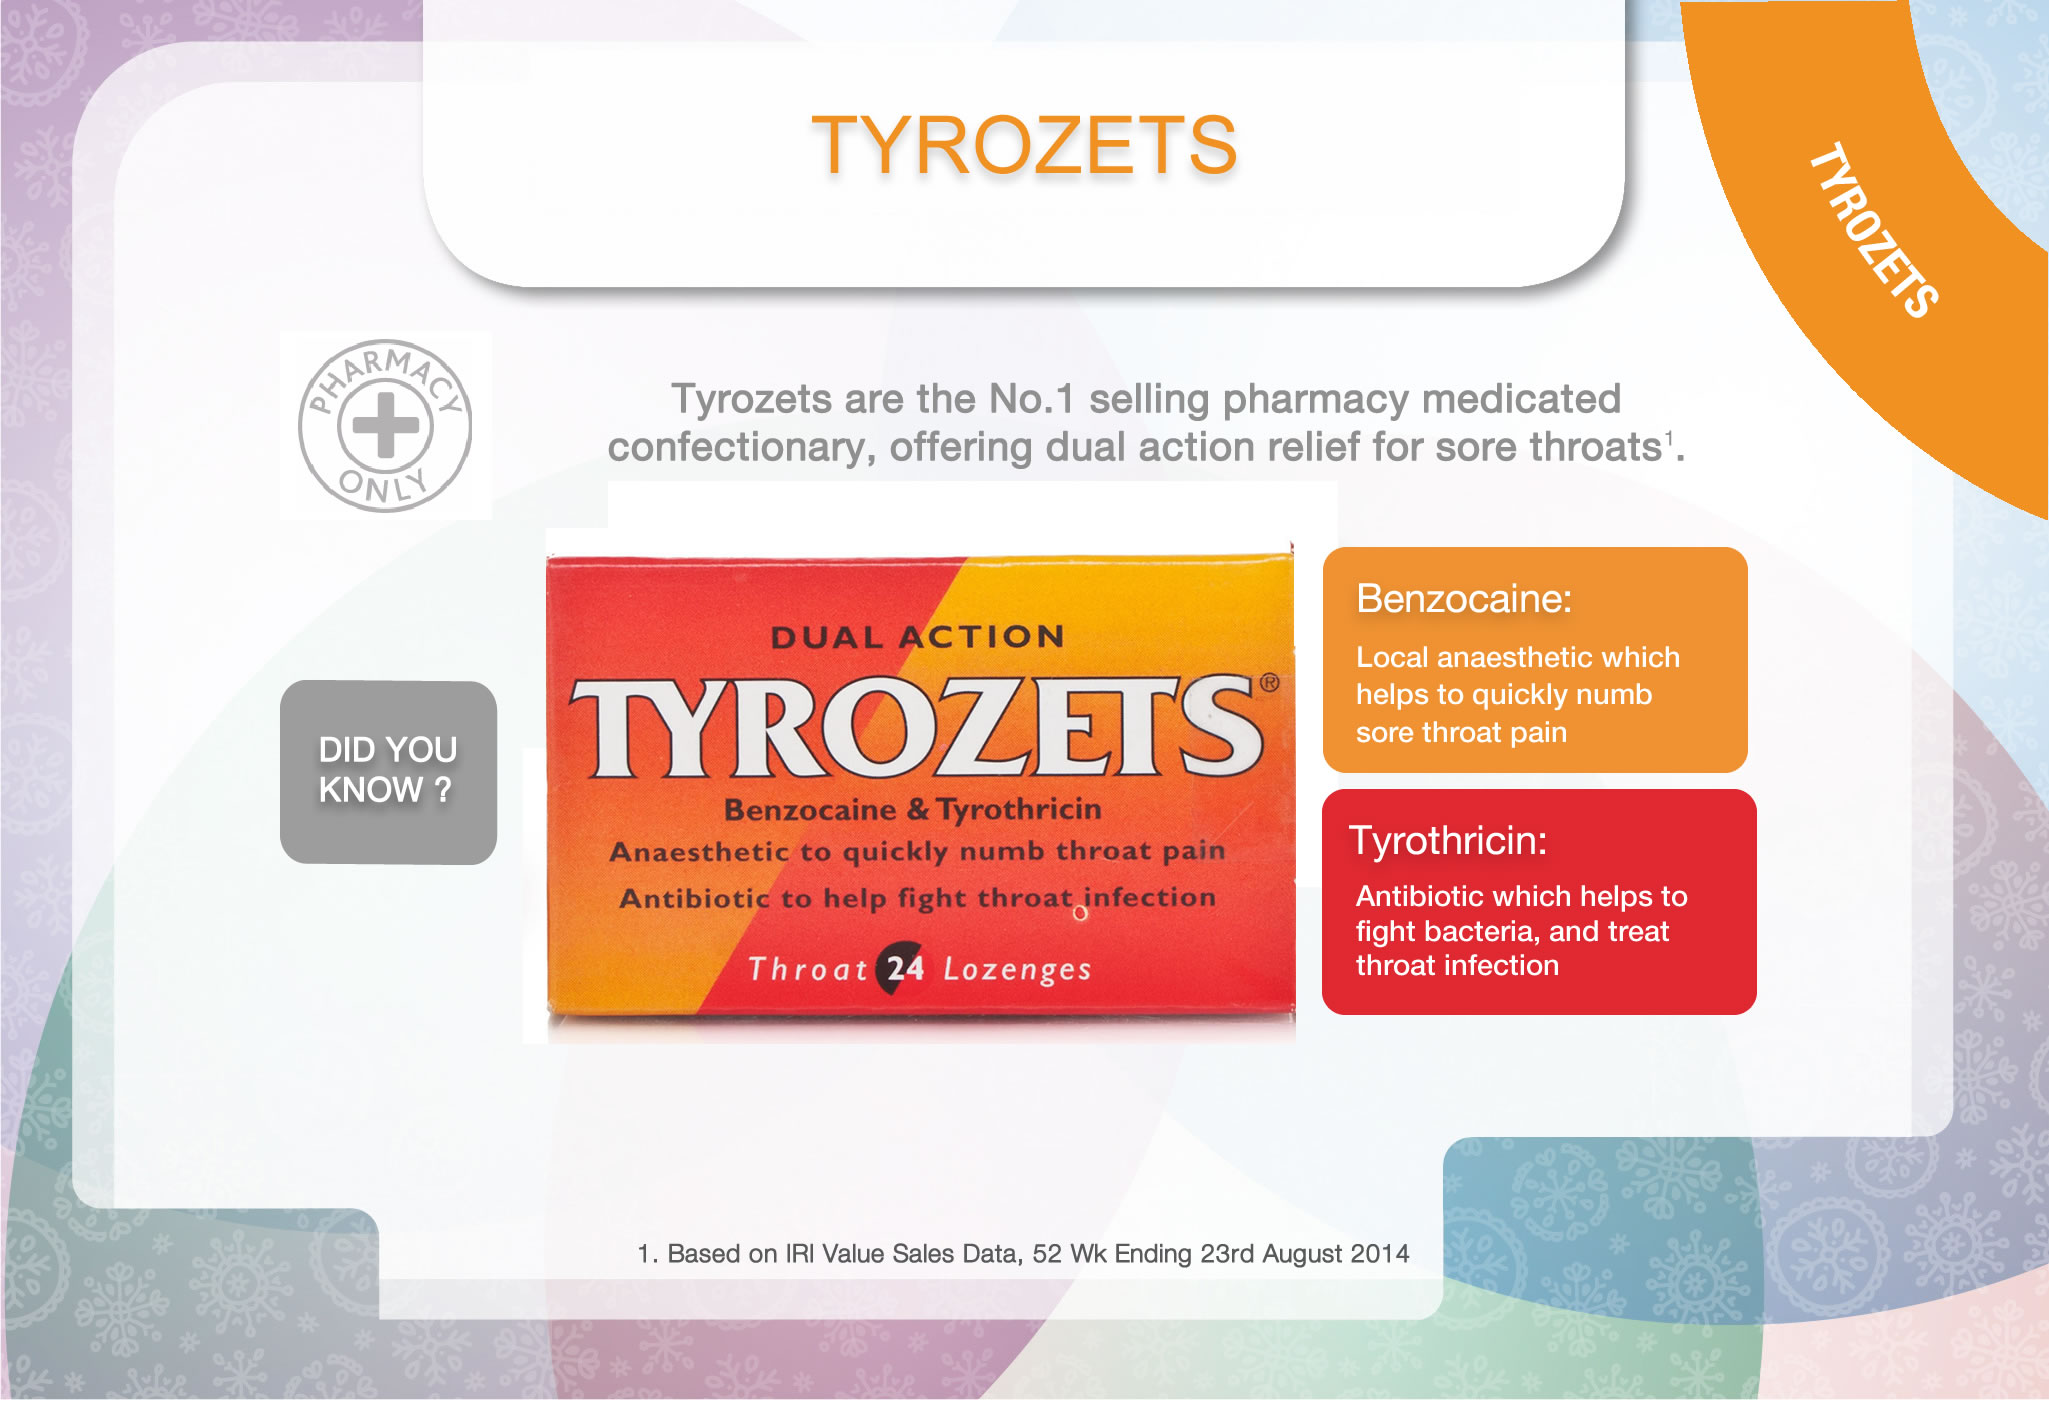 TYROZETS
TYROZETS
PHARMACY
ONLY
Tyrozets are the No.1 selling pharmacy medicated
confectionary, offering dual action relief for sore throats¹.
DID YOU
KNOW ?
DUAL ACTION
TYROZETS®
Benzocaine & Tyrothricin
Anaesthetic to quickly numb throat pain
Antibiotic to help fight throat infection
Throat 24 Lozenges
Benzocaine:
Local anaesthetic which
helps to quickly numb
sore throat pain
Tyrothricin:
Antibiotic which helps to
fight bacteria, and treat
throat infection
1. Based on IRI Value Sales Data, 52 Wk Ending 23rd August 2014